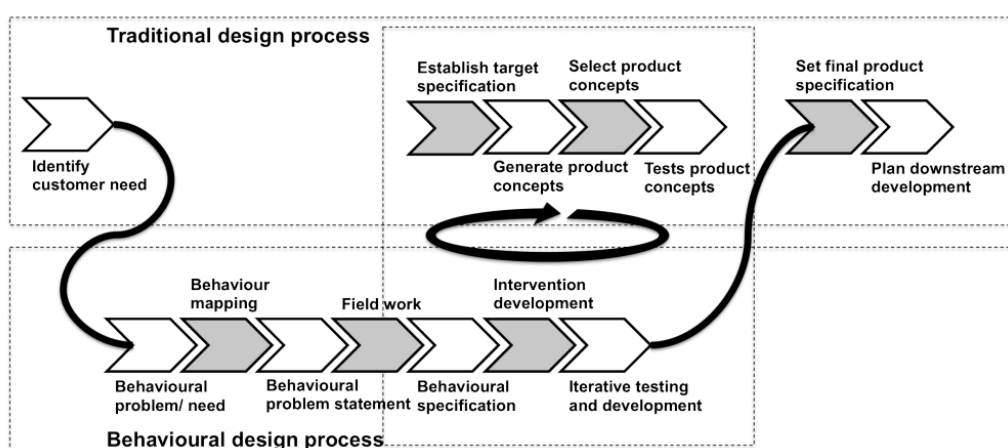 Traditional design process
Establish target
specification
Select product
concepts
Set final product
specification
Identify
customer need
Generate product
concepts
Tests product
concepts
Plan downstream
development
Behaviour
mapping
Field work
Intervention
development
Behavioural
problem/ need
Behavioural
problem statement
Behavioural
specification
Iterative testing
and development
Behavioural design process